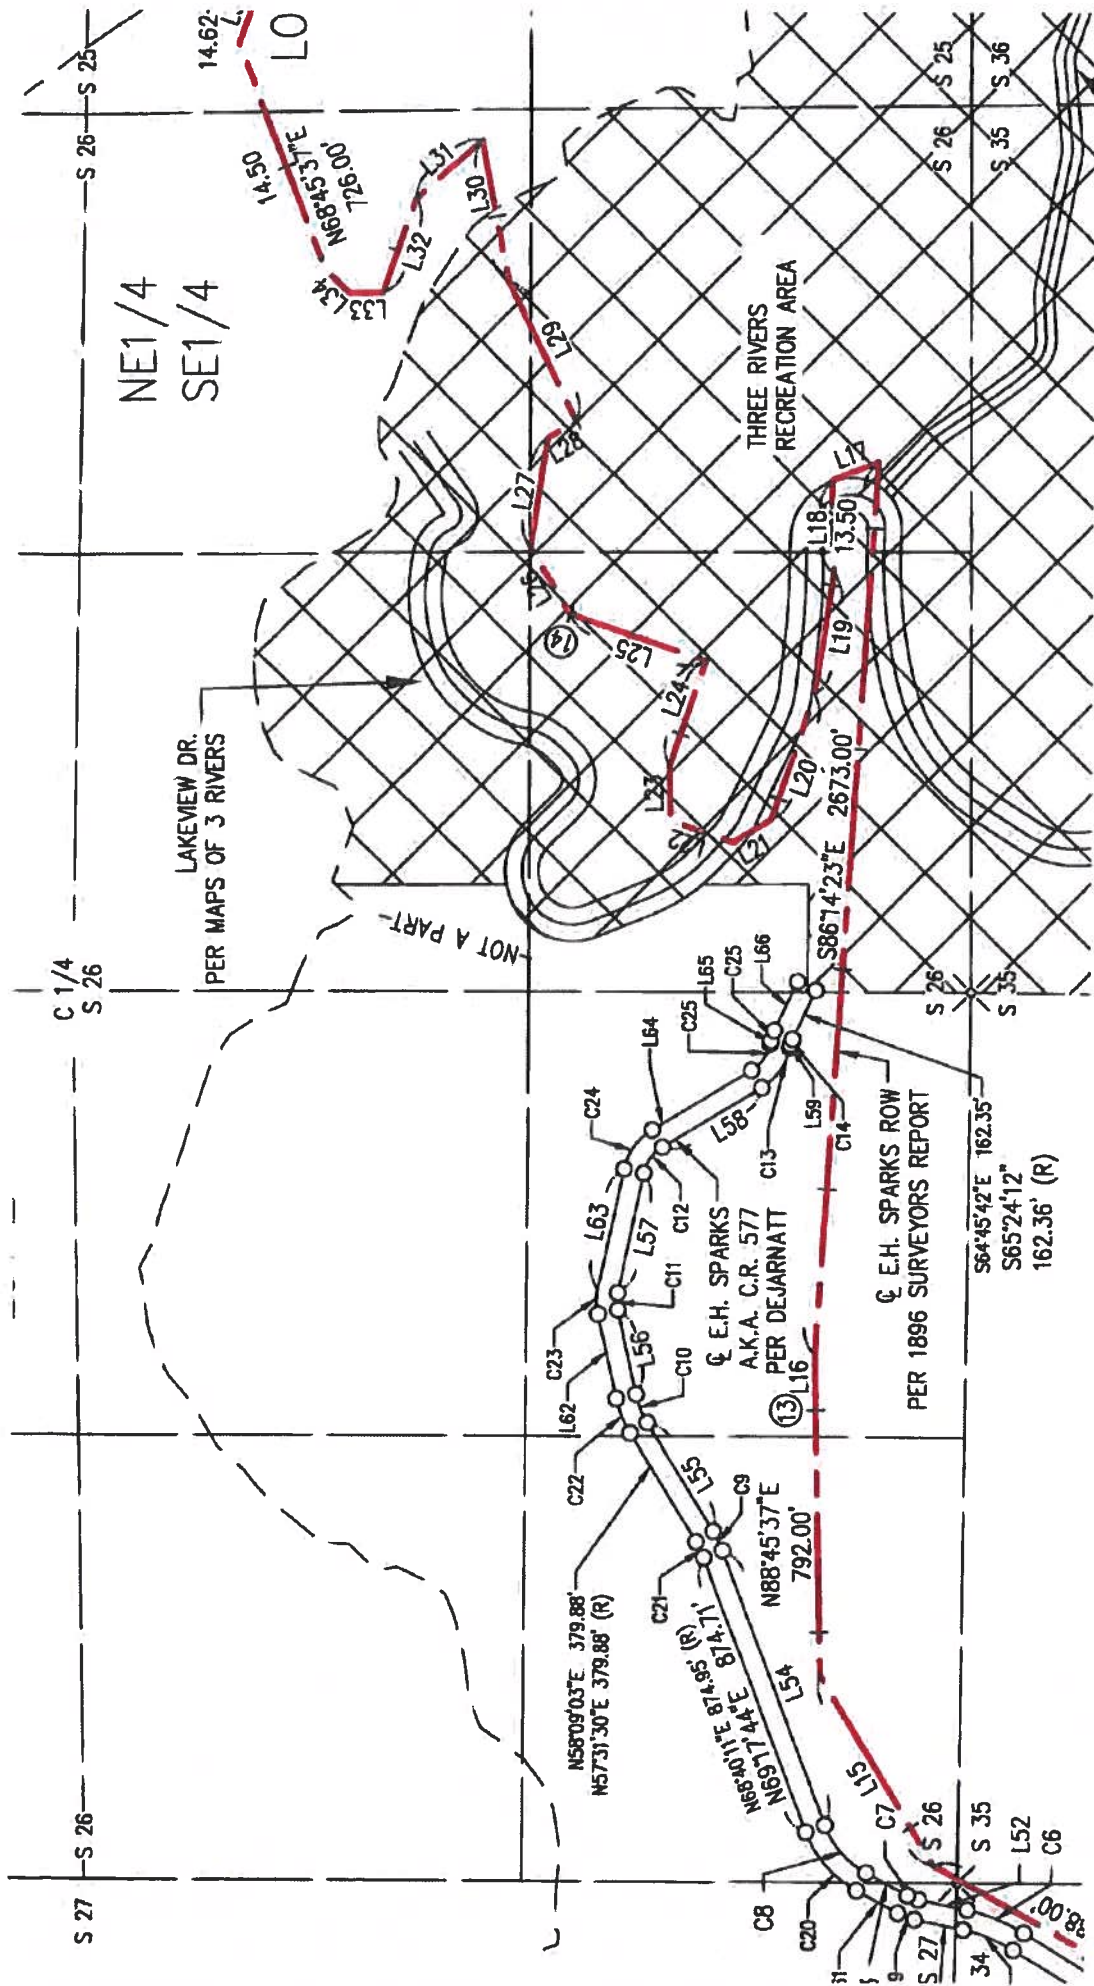 S 27
S 26
C 1/4
S 26
S 26
S 25
14.62
7.
LO
14.50
N68°45'37"E
726.00'
NE1/4
SE1/4
LAKEVIEW DR.
PER MAPS OF 3 RIVERS
NOT A PART
L34
L33
L32
L31
L30
L29
L28
L27
L26
14
L25
L24
L23
L22
L21
L20
L19
L18
13.50
L17
THREE RIVERS
RECREATION AREA
S 26
S 25
S 35
S 36
S86°14'23"E 2673.00'
C24
L64
C25
L65
C25
L66
S 26
S 35
L63
C23
L62
C22
L57
C12
L58
C13
L59
C14
C11
L56
C10
℄ E.H. SPARKS
A.K.A. C.R. 577
PER DEJARNATT
13
L16
℄ E.H. SPARKS ROW
PER 1896 SURVEYORS REPORT
S64°45'42"E 162.35'
S65°24'12"
162.36' (R)
N58°09'03"E 379.88'
N57°31'30"E 379.88' (R)
L55
C9
C21
N88°45'37"E
792.00'
N68°40'11"E 874.95' (R)
N69°17'44"E 874.71'
L54
L15
C8
C20
C7
S 26
S 35
L52
C6
S 27
34
38.00'